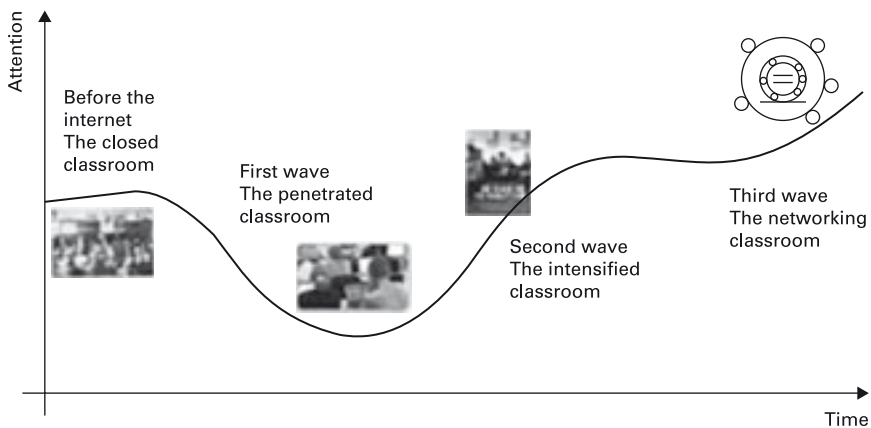 Attention
Before the
internet
The closed
classroom
First wave
The penetrated
classroom
Second wave
The intensified
classroom
Third wave
The networking
classroom
Time